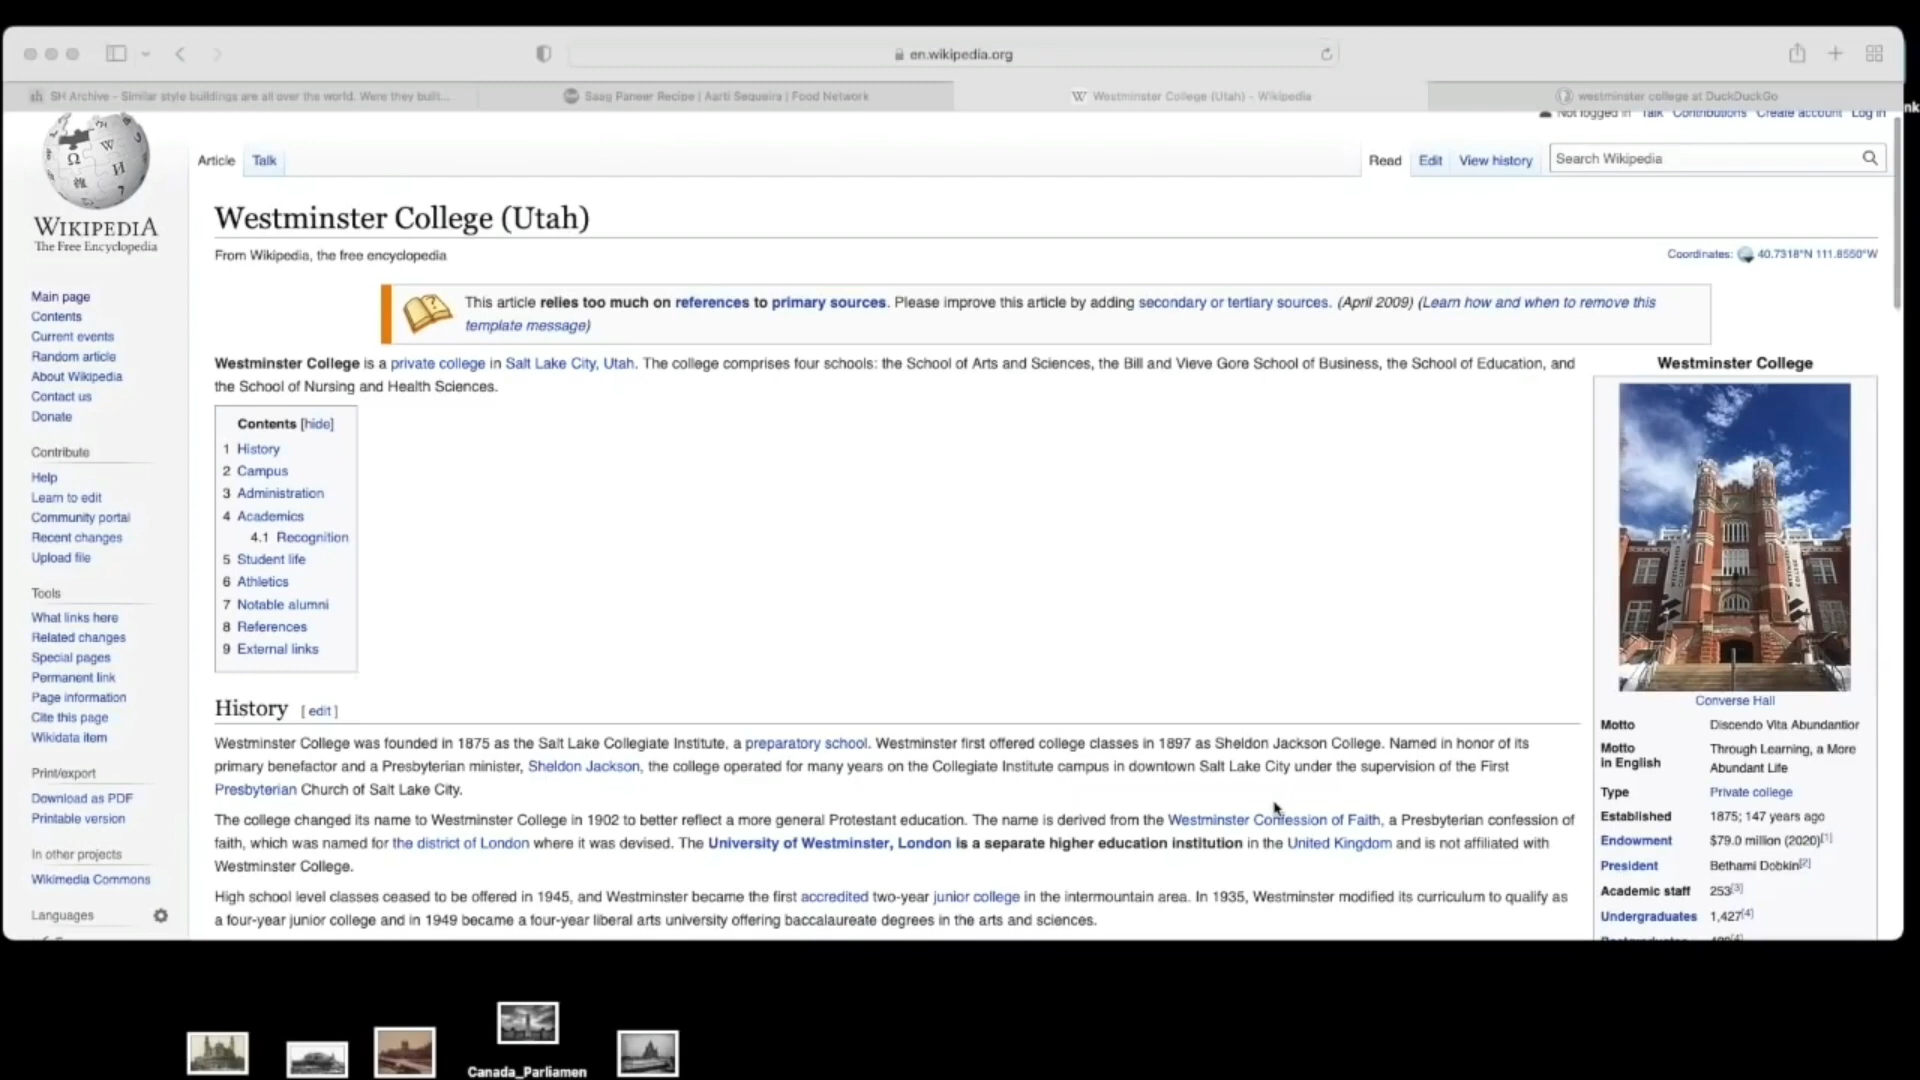 en.wikipedia.org
SH Archive - Similar style buildings are all over the world. Were they built...
Saag Paneer Recipe | Aarti Sequeira | Food Network
Westminster College (Utah) - Wikipedia
westminster college at DuckDuckGo
Not logged in Talk Contributions Create account Log in
Article Talk
Read Edit View history
Search Wikipedia
WIKIPEDIA
The Free Encyclopedia
Westminster College (Utah)
From Wikipedia, the free encyclopedia
Coordinates: 40.7318°N 111.8550°W
Main page
Contents
Current events
Random article
About Wikipedia
Contact us
Donate
Contribute
Help
Learn to edit
Community portal
Recent changes
Upload file
Tools
What links here
Related changes
Special pages
Permanent link
Page information
Cite this page
Wikidata item
Print/export
Download as PDF
Printable version
In other projects
Wikimedia Commons
Languages
This article relies too much on references to primary sources. Please improve this article by adding secondary or tertiary sources. (April 2009) (Learn how and when to remove this
template message)
Westminster College is a private college in Salt Lake City, Utah. The college comprises four schools: the School of Arts and Sciences, the Bill and Vieve Gore School of Business, the School of Education, and
the School of Nursing and Health Sciences.
Contents [hide]
1 History
2 Campus
3 Administration
4 Academics
4.1 Recognition
5 Student life
6 Athletics
7 Notable alumni
8 References
9 External links
History [ edit ]
Westminster College was founded in 1875 as the Salt Lake Collegiate Institute, a preparatory school. Westminster first offered college classes in 1897 as Sheldon Jackson College. Named in honor of its
primary benefactor and a Presbyterian minister, Sheldon Jackson, the college operated for many years on the Collegiate Institute campus in downtown Salt Lake City under the supervision of the First
Presbyterian Church of Salt Lake City.
The college changed its name to Westminster College in 1902 to better reflect a more general Protestant education. The name is derived from the Westminster Confession of Faith, a Presbyterian confession of
faith, which was named for the district of London where it was devised. The University of Westminster, London is a separate higher education institution in the United Kingdom and is not affiliated with
Westminster College.
High school level classes ceased to be offered in 1945, and Westminster became the first accredited two-year junior college in the intermountain area. In 1935, Westminster modified its curriculum to qualify as
a four-year junior college and in 1949 became a four-year liberal arts university offering baccalaureate degrees in the arts and sciences.
Westminster College
Converse Hall
Motto Discendo Vita Abundantior
Motto in English Through Learning, a More Abundant Life
Type Private college
Established 1875; 147 years ago
Endowment $79.0 million (2020)[1]
President Bethami Dobkin[2]
Academic staff 253[3]
Undergraduates 1,427[4]
Canada_Parliamen